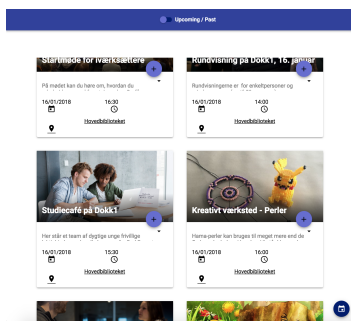 Upcoming / Past
Startmøde for iværksættere
Rundvisning på Dokk1, 16. januar
På mødet kan du høre om, hvordan du
Rundvisningerne er for enkeltpersoner og
16/01/2018
16:30
16/01/2018
14:00
Hovedbiblioteket
Hovedbiblioteket
Studiecafé på Dokk1
Kreativt værksted - Perler
Her står et team af dygtige unge frivillige
Hama-perler kan bruges til meget mere end de
16/01/2018
15:30
16/01/2018
16:00
Hovedbiblioteket
Hovedbiblioteket